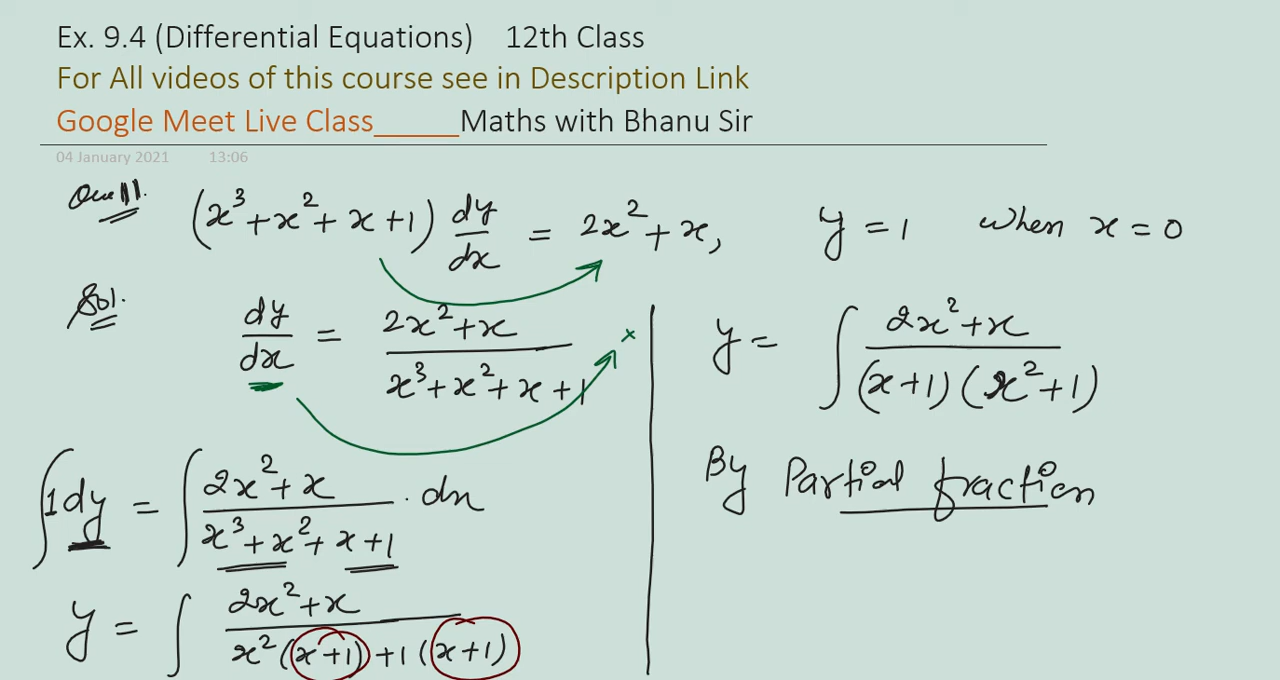 Ex. 9.4 (Differential Equations) 12th Class
For All videos of this course see in Description Link
Google Meet Live Class_____Maths with Bhanu Sir
04 January 2021 13:06
Que 11. (x³+x²+x+1) dy/dx = 2x²+x, y=1 when x=0
Sol.
dy/dx = (2x²+x)/(x³+x²+x+1) x
∫1dy = ∫(2x²+x)/(x³+x²+x+1) . dx
y = ∫(2x²+x)/(x²(x+1)+1(x+1))
y = ∫(2x²+x)/((x+1)(x²+1))
By Partial fraction